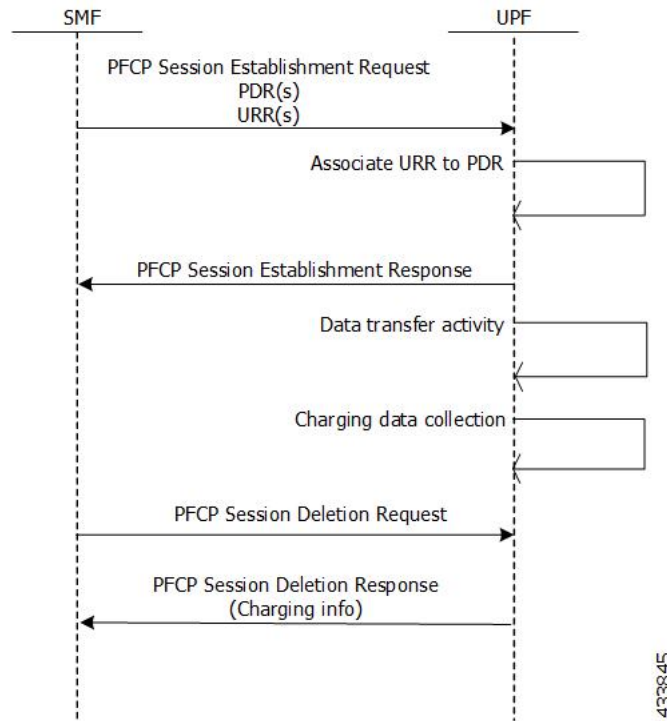 SMF
UPF
PFCP Session Establishment Request
PDR(s)
URR(s)
Associate URR to PDR
PFCP Session Establishment Response
Data transfer activity
Charging data collection
PFCP Session Deletion Request
PFCP Session Deletion Response
(Charging info)
433845